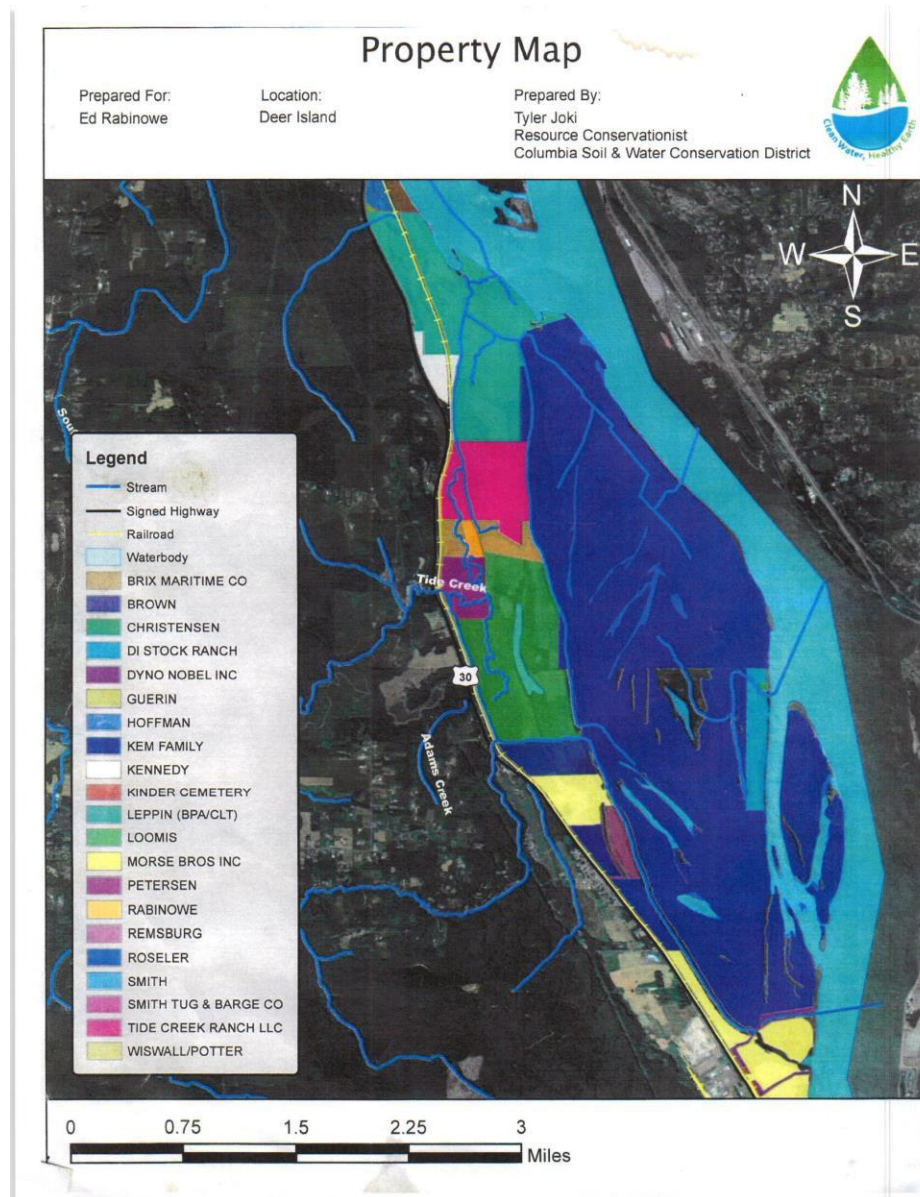 Property Map
Prepared For:
Ed Rabinowe
Location:
Deer Island
Prepared By:
Tyler Joki
Resource Conservationist
Columbia Soil & Water Conservation District
Clean Water, Healthy Earth
N
W
E
S
Sou
Legend
Stream
Signed Highway
Railroad
Waterbody
BRIX MARITIME CO
BROWN
CHRISTENSEN
DI STOCK RANCH
DYNO NOBEL INC
GUERIN
HOFFMAN
KEM FAMILY
KENNEDY
KINDER CEMETERY
LEPPIN (BPA/CLT)
LOOMIS
MORSE BROS INC
PETERSEN
RABINOWE
REMSBURG
ROSELER
SMITH
SMITH TUG & BARGE CO
TIDE CREEK RANCH LLC
WISWALL/POTTER
Tide Creek
30
Adams Creek
0 0.75 1.5 2.25 3
Miles